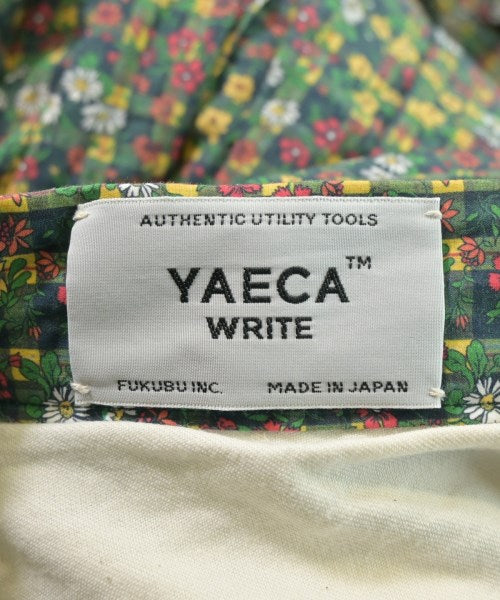 AUTHENTIC UTILITY TOOLS
YAECA™
WRITE
FUKUBU INC. MADE IN JAPAN